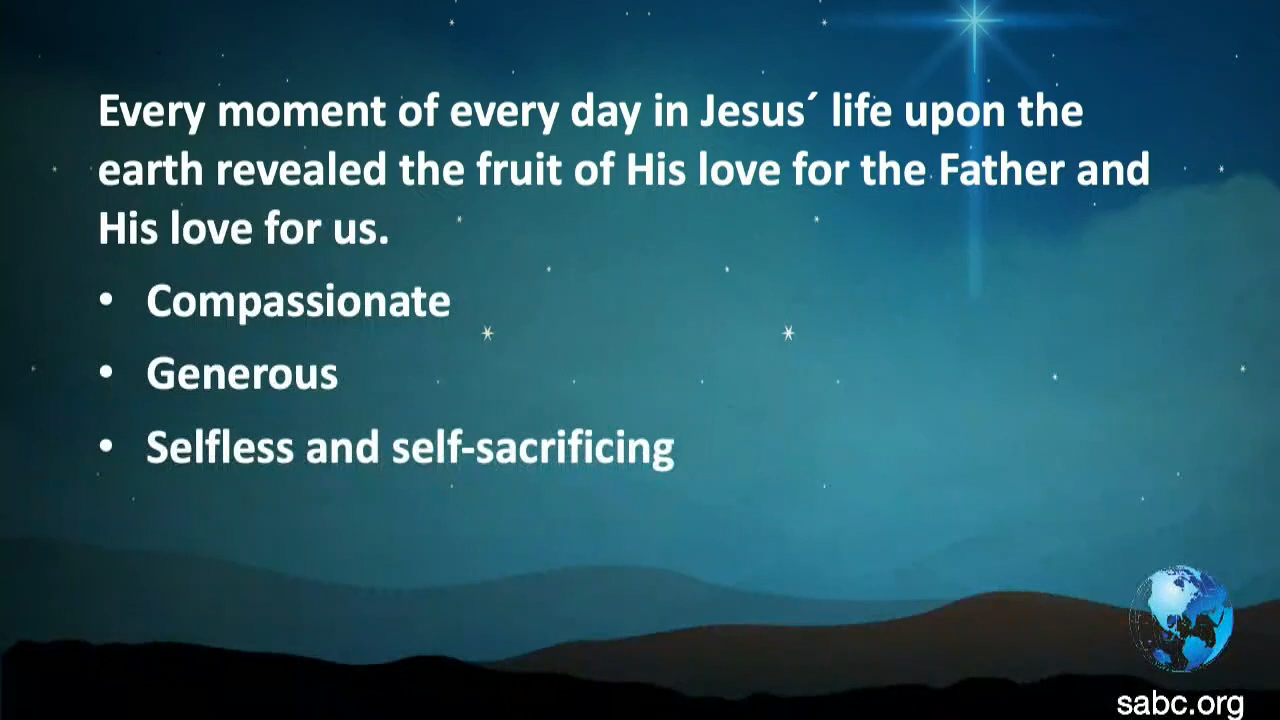 Every moment of every day in Jesus´ life upon the
earth revealed the fruit of His love for the Father and
His love for us.
• Compassionate
• Generous
• Selfless and self-sacrificing
sabc.org